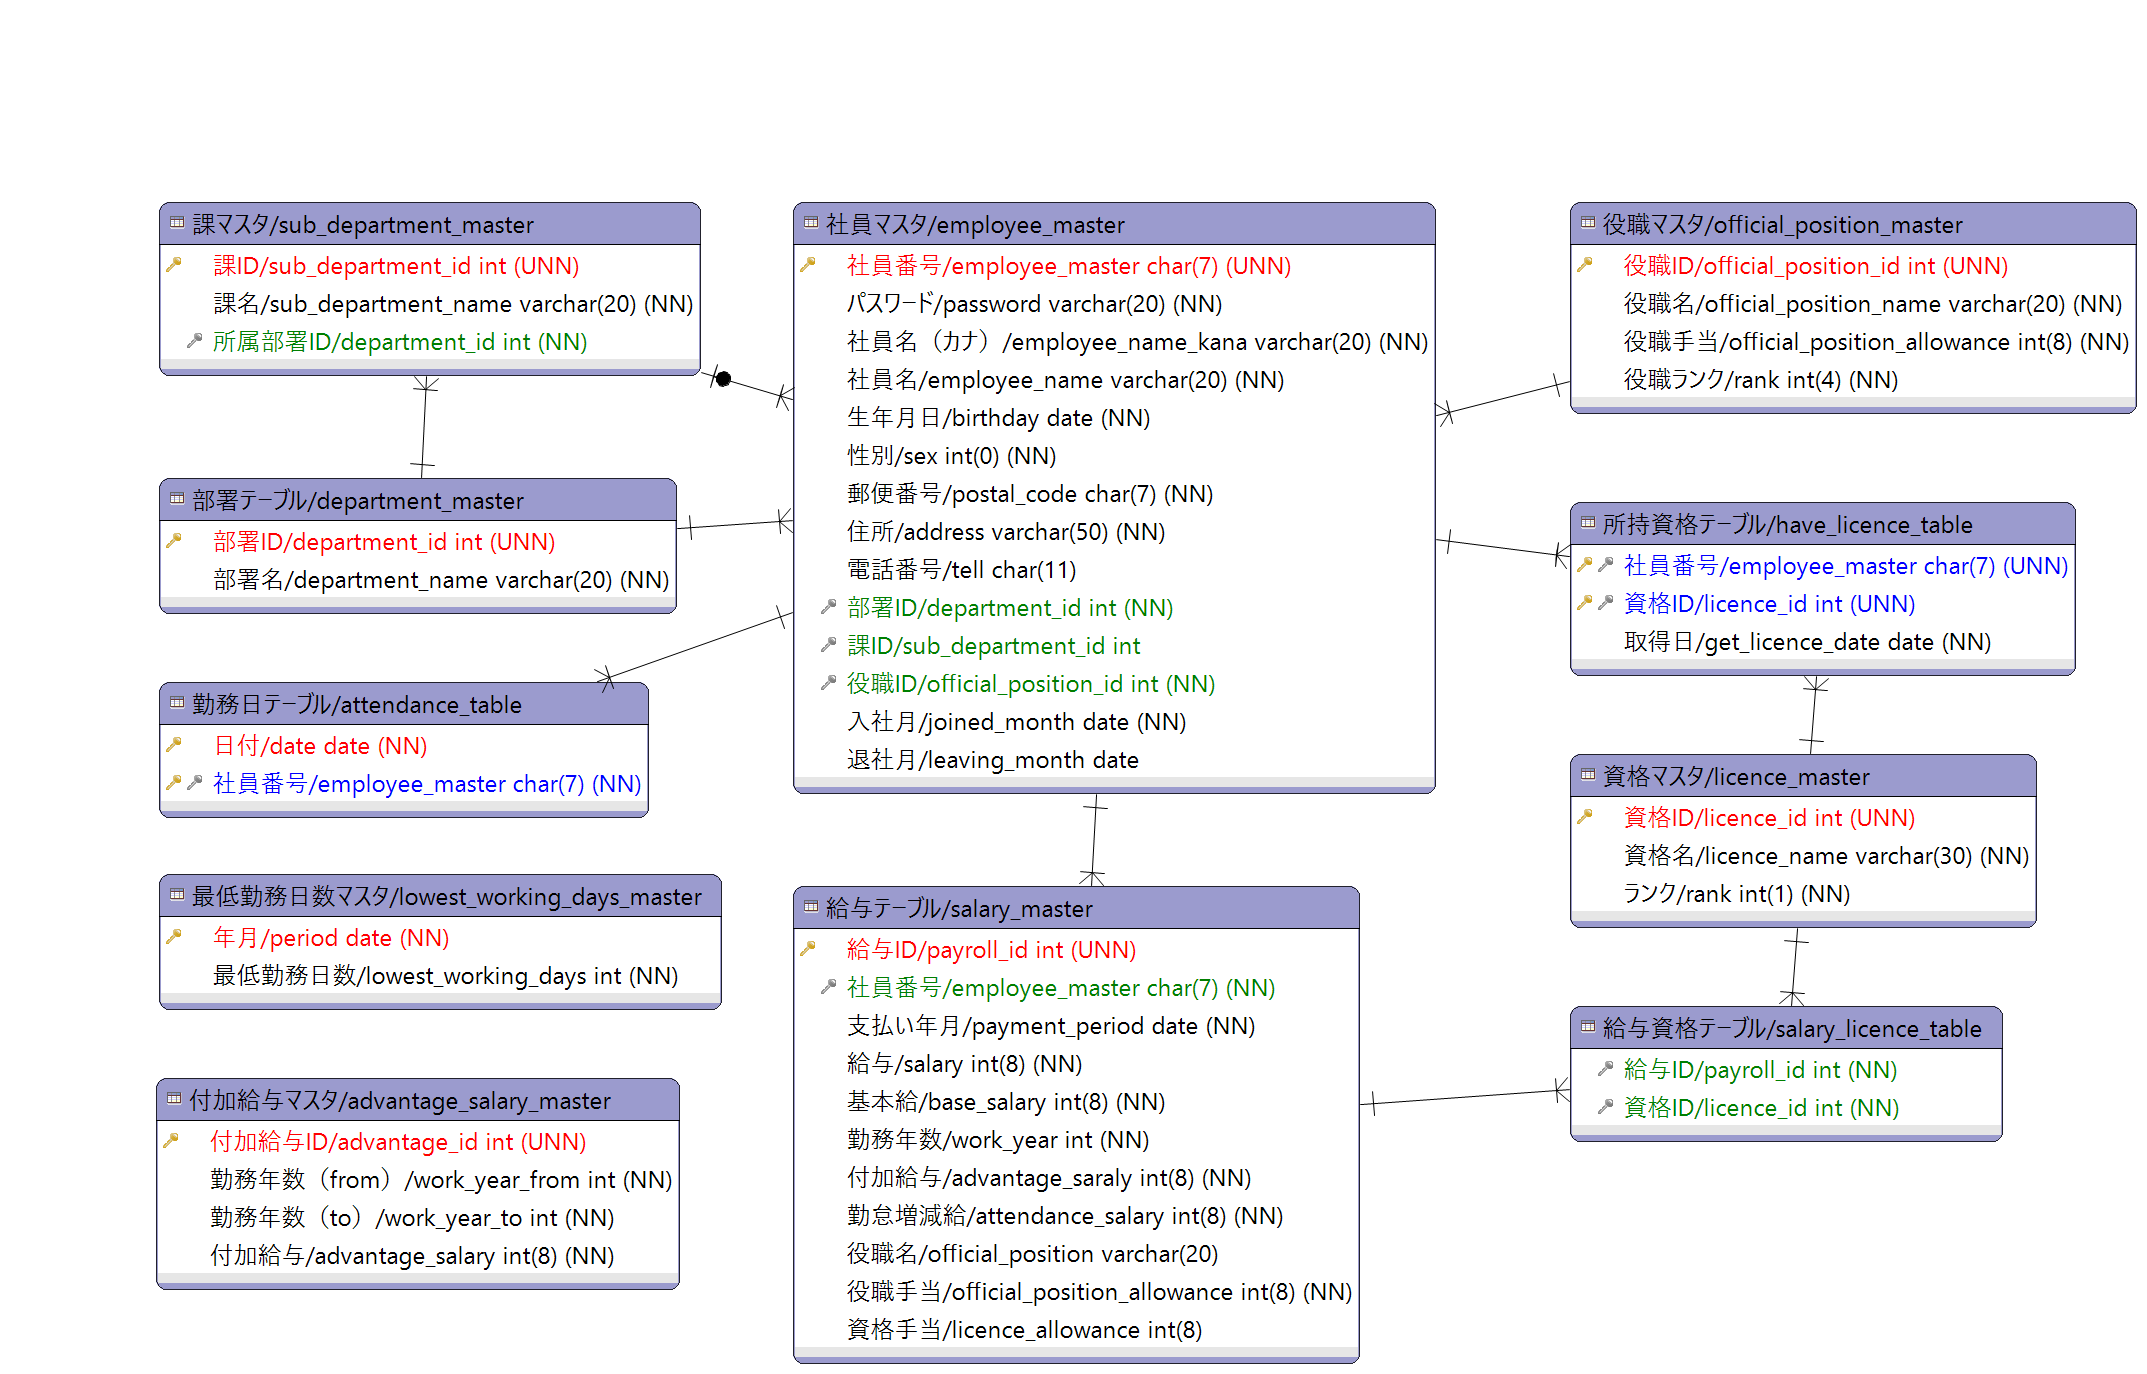 課マスタ/sub_department_master
課ID/sub_department_id int (UNN)
課名/sub_department_name varchar(20) (NN)
所属部署ID/department_id int (NN)
部署テーブル/department_master
部署ID/department_id int (UNN)
部署名/department_name varchar(20) (NN)
勤務日テーブル/attendance_table
日付/date date (NN)
社員番号/employee_master char(7) (NN)
最低勤務日数マスタ/lowest_working_days_master
年月/period date (NN)
最低勤務日数/lowest_working_days int (NN)
付加給与マスタ/advantage_salary_master
付加給与ID/advantage_id int (UNN)
勤務年数（from）/work_year_from int (NN)
勤務年数（to）/work_year_to int (NN)
付加給与/advantage_salary int(8) (NN)
社員マスタ/employee_master
社員番号/employee_master char(7) (UNN)
パスワード/password varchar(20) (NN)
社員名（カナ）/employee_name_kana varchar(20) (NN)
社員名/employee_name varchar(20) (NN)
生年月日/birthday date (NN)
性別/sex int(0) (NN)
郵便番号/postal_code char(7) (NN)
住所/address varchar(50) (NN)
電話番号/tell char(11)
部署ID/department_id int (NN)
課ID/sub_department_id int
役職ID/official_position_id int (NN)
入社月/joined_month date (NN)
退社月/leaving_month date
給与テーブル/salary_master
給与ID/payroll_id int (UNN)
社員番号/employee_master char(7) (NN)
支払い年月/payment_period date (NN)
給与/salary int(8) (NN)
基本給/base_salary int(8) (NN)
勤務年数/work_year int (NN)
付加給与/advantage_saraly int(8) (NN)
勤怠増減給/attendance_salary int(8) (NN)
役職名/official_position varchar(20)
役職手当/official_position_allowance int(8) (NN)
資格手当/licence_allowance int(8)
役職マスタ/official_position_master
役職ID/official_position_id int (UNN)
役職名/official_position_name varchar(20) (NN)
役職手当/official_position_allowance int(8) (NN)
役職ランク/rank int(4) (NN)
所持資格テーブル/have_licence_table
社員番号/employee_master char(7) (UNN)
資格ID/licence_id int (UNN)
取得日/get_licence_date date (NN)
資格マスタ/licence_master
資格ID/licence_id int (UNN)
資格名/licence_name varchar(30) (NN)
ランク/rank int(1) (NN)
給与資格テーブル/salary_licence_table
給与ID/payroll_id int (NN)
資格ID/licence_id int (NN)